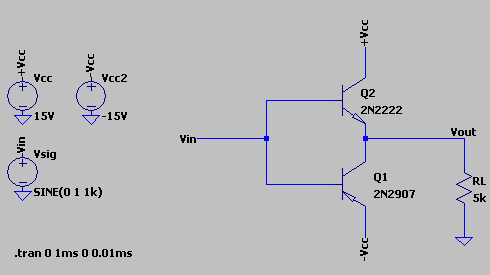 +Vcc
-Vcc
+Vcc
Vcc
Vcc2
Q2
2N2222
15V
-15V
Vin
Vin
Vout
Vsig
Q1
RL
SINE(0 1 1k)
2N2907
5k
-Vcc
.tran 0 1ms 0 0.01ms